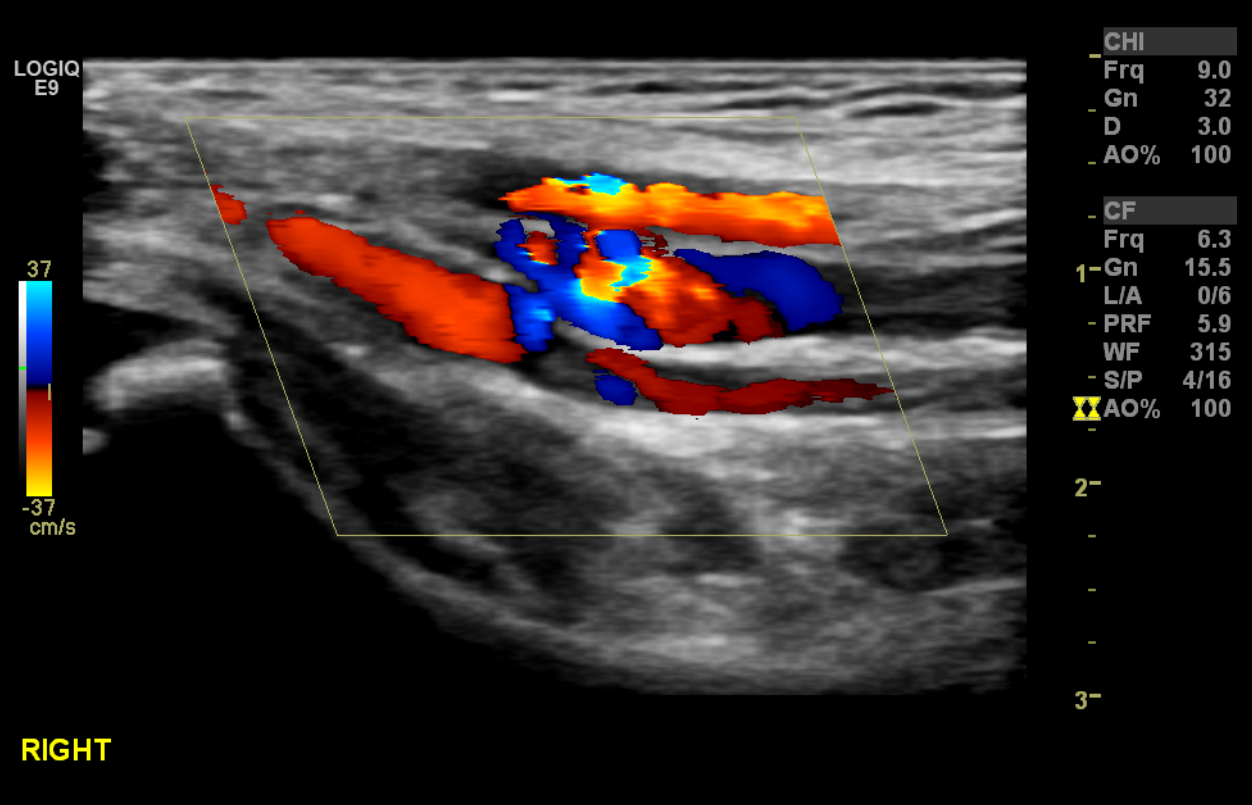 LOGIQ
E9
CHI
Frq 9.0
Gn 32
D 3.0
AO% 100
CF
Frq 6.3
Gn 15.5
L/A 0/6
PRF 5.9
WF 315
S/P 4/16
AO% 100
37
-37
cm/s
1
2
3
RIGHT